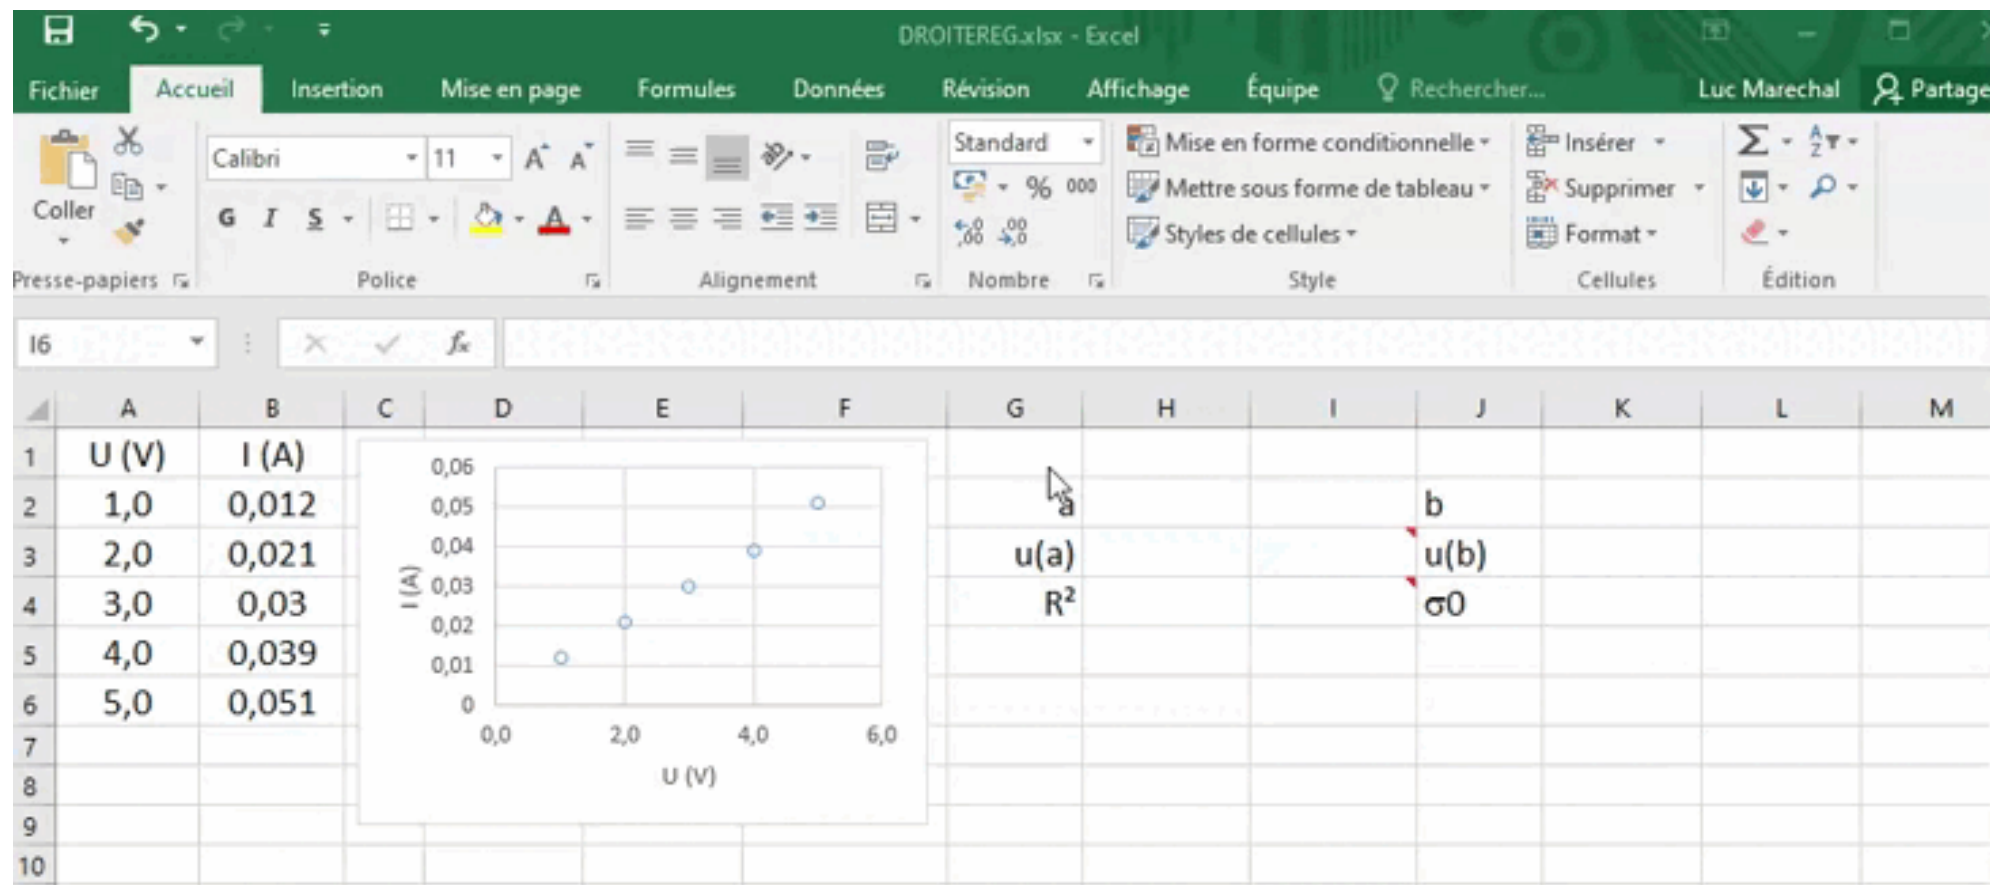 DROITEREG.xlsx - Excel
Fichier Accueil Insertion Mise en page Formules Données Révision Affichage Équipe Rechercher... Luc Marechal Partage
Coller
Presse-papiers
Calibri 11 A A
G I S A
Police
Alignement
Standard
% 000
,00 ,0
Nombre
Mise en forme conditionnelle
Mettre sous forme de tableau
Styles de cellules
Style
Insérer
Supprimer
Format
Cellules
Σ A Z
Édition
I6 fx
A B C D E F G H I J K L M
1 U (V) I (A)
2 1,0 0,012 a b
3 2,0 0,021 u(a) u(b)
4 3,0 0,03 R² σ0
5 4,0 0,039
6 5,0 0,051
7
8
9
10
0,06
0,05
0,04
0,03
0,02
0,01
0
I (A)
0,0 2,0 4,0 6,0
U (V)